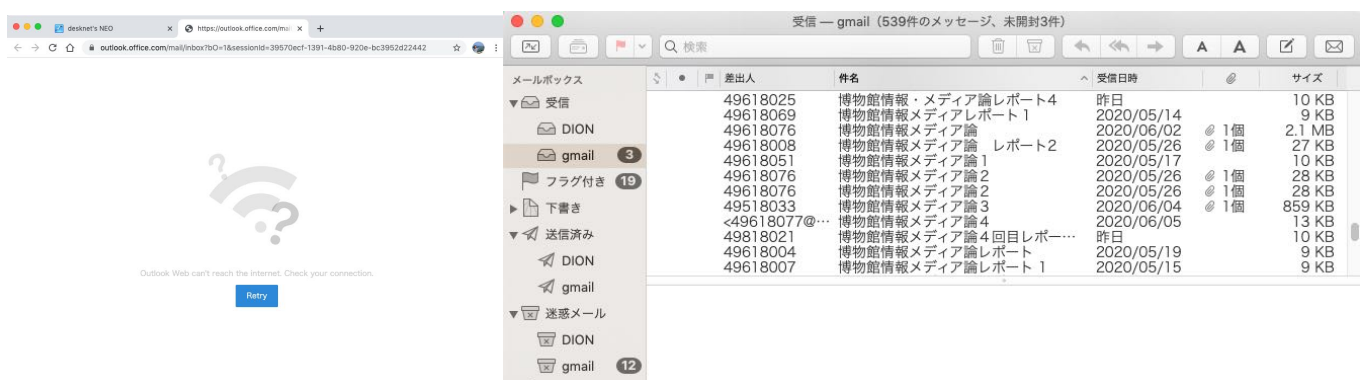 desknet's NEO
https://outlook.office.com/mail
outlook.office.com/mail/inbox?bO=1&sessionId=39570ecf-1391-4b80-920e-bc3952d22442
Outlook Web can't reach the Internet. Check your connection.
Retry
受信 — gmail（539件のメッセージ、未開封3件）
検索
メールボックス
受信
DION
gmail 3
フラグ付き 19
下書き
送信済み
DION
gmail
迷惑メール
DION
gmail 12
差出人 件名 受信日時 サイズ
49618025 博物館情報・メディア論レポート4 昨日 10 KB
49618069 博物館情報メディアレポート1 2020/05/14 9 KB
49618076 博物館情報メディア論 2020/06/02 1個 2.1 MB
49618008 博物館情報メディア論 レポート2 2020/05/26 1個 27 KB
49618051 博物館情報メディア論1 2020/05/17 10 KB
49618076 博物館情報メディア論2 2020/05/26 1個 28 KB
49618076 博物館情報メディア論2 2020/05/26 1個 28 KB
49518033 博物館情報メディア論3 2020/06/04 1個 859 KB
<49618077@… 博物館情報メディア論4 2020/06/05 13 KB
49818021 博物館情報メディア論4回目レポー… 昨日 10 KB
49618004 博物館情報メディア論レポート 2020/05/19 9 KB
49618007 博物館情報メディア論レポート 1 2020/05/15 9 KB